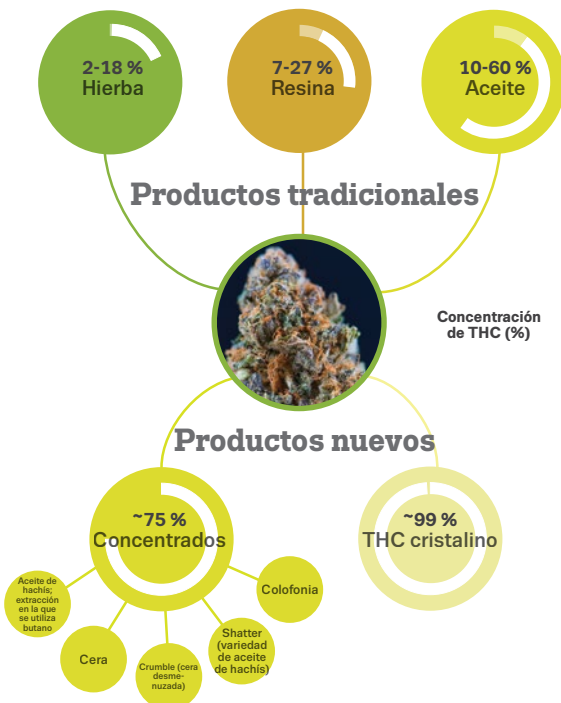 2-18 %
Hierba
7-27 %
Resina
10-60 %
Aceite
Productos tradicionales
Concentración
de THC (%)
Productos nuevos
~75 %
Concentrados
~99 %
THC cristalino
Aceite de
hachís;
extracción
en la que
se utiliza
butano
Cera
Crumble (cera
desme-
nuzada)
Shatter
(variedad
de aceite
de hachís)
Colofonia